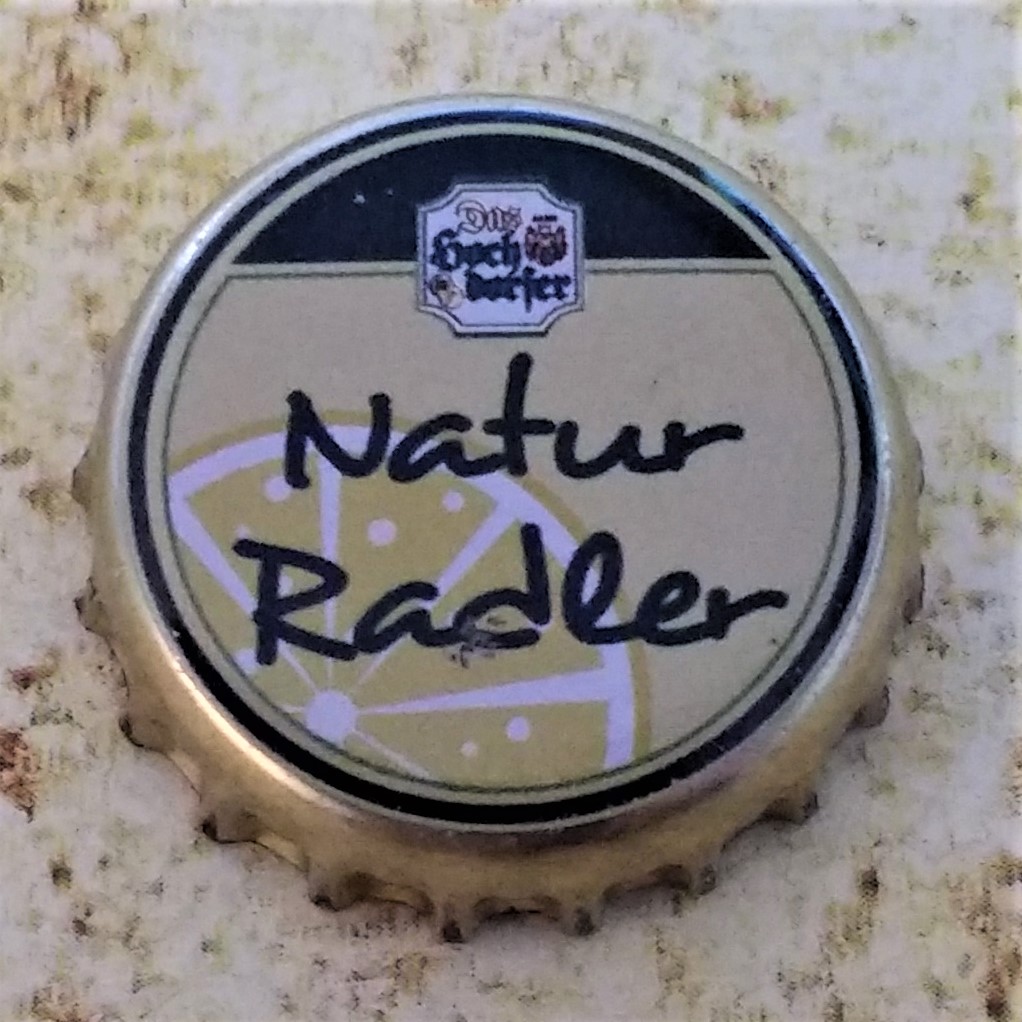 Das
Hoch
dorfer
Natur
Radler